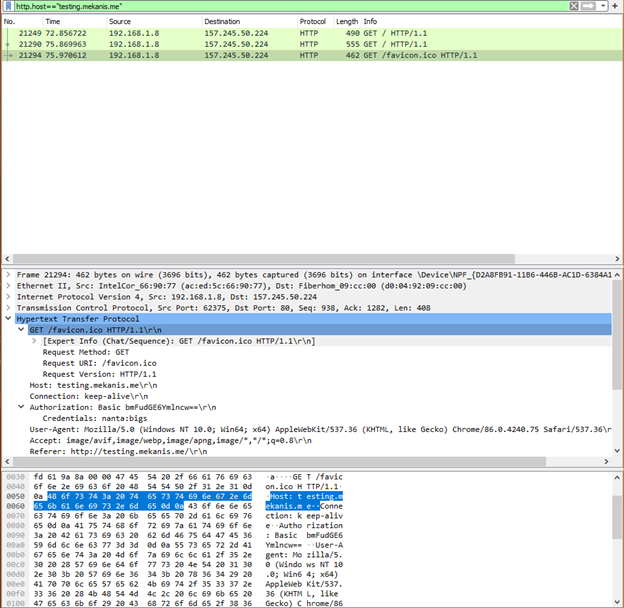 http.host=="testing.mekanis.me"
No. Time Source Destination Protocol Length Info
21249 72.856722 192.168.1.8 157.245.50.224 HTTP 490 GET / HTTP/1.1
21290 75.869963 192.168.1.8 157.245.50.224 HTTP 555 GET / HTTP/1.1
21294 75.970612 192.168.1.8 157.245.50.224 HTTP 462 GET /favicon.ico HTTP/1.1
Frame 21294: 462 bytes on wire (3696 bits), 462 bytes captured (3696 bits) on interface \Device\NPF_{D2A8FB91-11B6-446B-AC1D-6384A1
Ethernet II, Src: IntelCor_66:90:77 (ac:ed:5c:66:90:77), Dst: Fiberhom_09:cc:00 (d0:04:92:09:cc:00)
Internet Protocol Version 4, Src: 192.168.1.8, Dst: 157.245.50.224
Transmission Control Protocol, Src Port: 62375, Dst Port: 80, Seq: 938, Ack: 1282, Len: 408
Hypertext Transfer Protocol
GET /favicon.ico HTTP/1.1\r\n
[Expert Info (Chat/Sequence): GET /favicon.ico HTTP/1.1\r\n]
Request Method: GET
Request URI: /favicon.ico
Request Version: HTTP/1.1
Host: testing.mekanis.me\r\n
Connection: keep-alive\r\n
Authorization: Basic bmFudGE6Ymlncw==\r\n
Credentials: nanta:bigs
User-Agent: Mozilla/5.0 (Windows NT 10.0; Win64; x64) AppleWebKit/537.36 (KHTML, like Gecko) Chrome/86.0.4240.75 Safari/537.36\r
Accept: image/avif,image/webp,image/apng,image/*,*/*;q=0.8\r\n
Referer: http://testing.mekanis.me/\r\n
0030 fd 61 9a 8a 00 00 47 45 54 20 2f 66 61 76 69 63 ·a····GE T /favic
0040 6f 6e 2e 69 63 6f 20 48 54 54 50 2f 31 2e 31 0d on.ico H TTP/1.1·
0050 0a 48 6f 73 74 3a 20 74 65 73 74 69 6e 67 2e 6d ·Host: t esting.m
0060 65 6b 61 6e 69 73 2e 6d 65 0d 0a 43 6f 6e 6e 65 ekanis.m e··Conne
0070 63 74 69 6f 6e 3a 20 6b 65 65 70 2d 61 6c 69 76 ction: k eep-aliv
0080 65 0d 0a 41 75 74 68 6f 72 69 7a 61 74 69 6f 6e e··Autho rization
0090 3a 20 42 61 73 69 63 20 62 6d 46 75 64 47 45 36 : Basic bmFudGE6
00a0 59 6d 6c 6e 63 77 3d 3d 0d 0a 55 73 65 72 2d 41 Ymlncw== ··User-A
00b0 67 65 6e 74 3a 20 4d 6f 7a 69 6c 6c 61 2f 35 2e gent: Mo zilla/5.
00c0 30 20 28 57 69 6e 64 6f 77 73 20 4e 54 20 31 30 0 (Windo ws NT 10
00d0 2e 30 3b 20 57 69 6e 36 34 3b 20 78 36 34 29 20 .0; Win6 4; x64)
00e0 41 70 70 6c 65 57 65 62 4b 69 74 2f 35 33 37 2e AppleWeb Kit/537.
00f0 33 36 20 28 4b 48 54 4d 4c 2c 20 6c 69 6b 65 20 36 (KHTM L, like
0100 47 65 63 6b 6f 29 20 43 68 72 6f 6d 65 2f 38 36 Gecko) C hrome/86